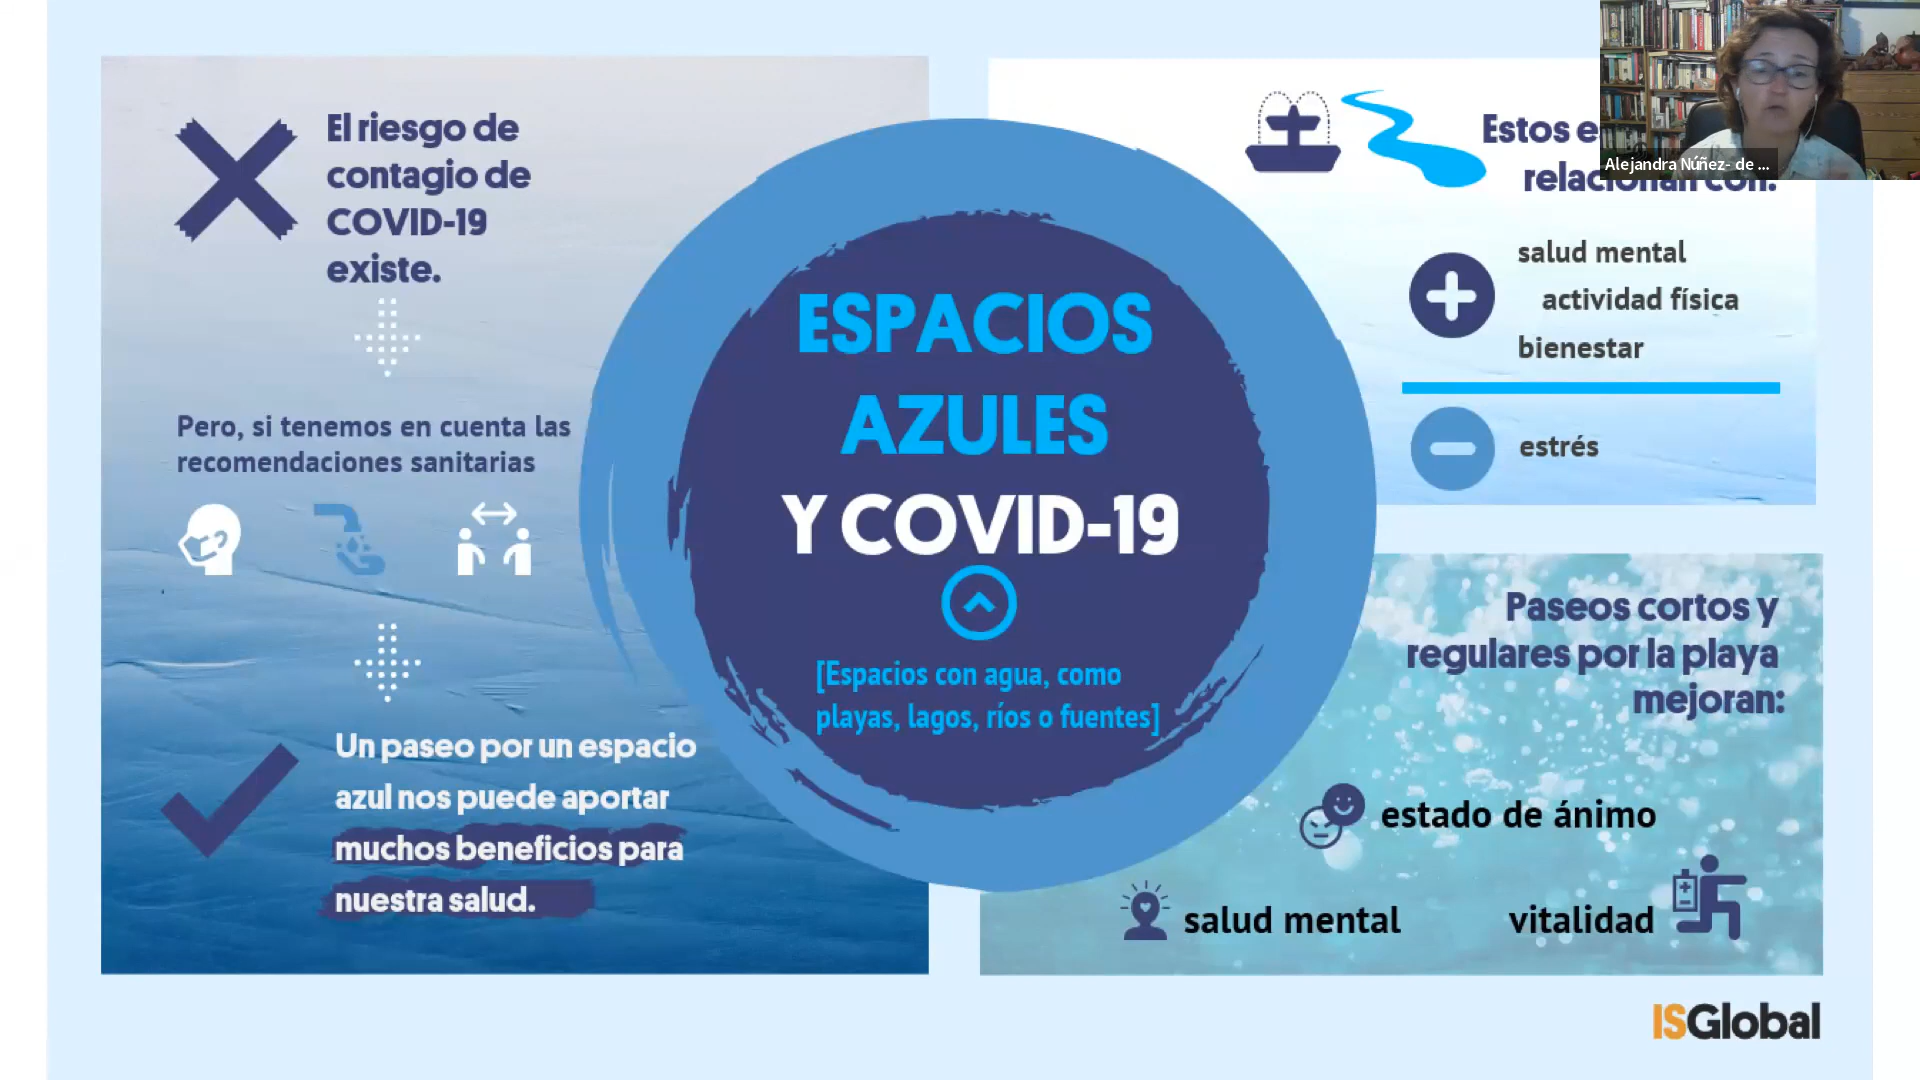 El riesgo de
contagio de
COVID-19
existe.
Pero, si tenemos en cuenta las
recomendaciones sanitarias
Un paseo por un espacio
azul nos puede aportar
muchos beneficios para
nuestra salud.
ESPACIOS
AZULES
Y COVID-19
[Espacios con agua, como
playas, lagos, ríos o fuentes]
Estos
relacionan con:
salud mental
actividad física
bienestar
estrés
Paseos cortos y
regulares por la playa
mejoran:
estado de ánimo
salud mental
vitalidad
Alejandra Núñez- de ...
ISGlobal